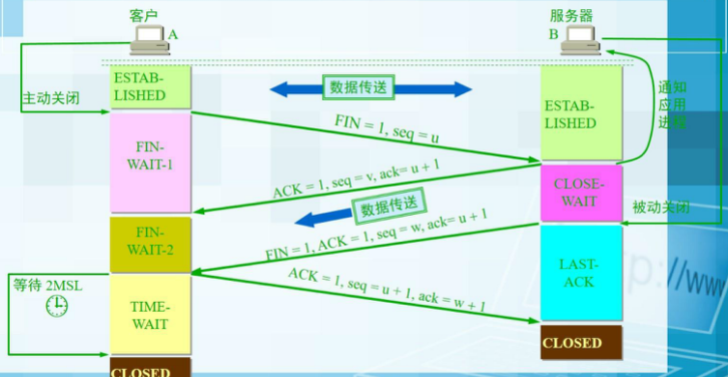 客户
A
服务器
B
ESTAB-
LISHED
数据传送
主动关闭
FIN = 1, seq = u
ESTAB-
LISHED
通知
应用
进程
FIN-
WAIT-1
ACK = 1, seq = v, ack= u + 1
CLOSE-
WAIT
数据传送
被动关闭
FIN-
WAIT-2
FIN = 1, ACK = 1, seq = w, ack= u + 1
LAST-
ACK
等待 2MSL
ACK = 1, seq = u + 1, ack = w + 1
TIME-
WAIT
CLOSED
CLOSED
p://www